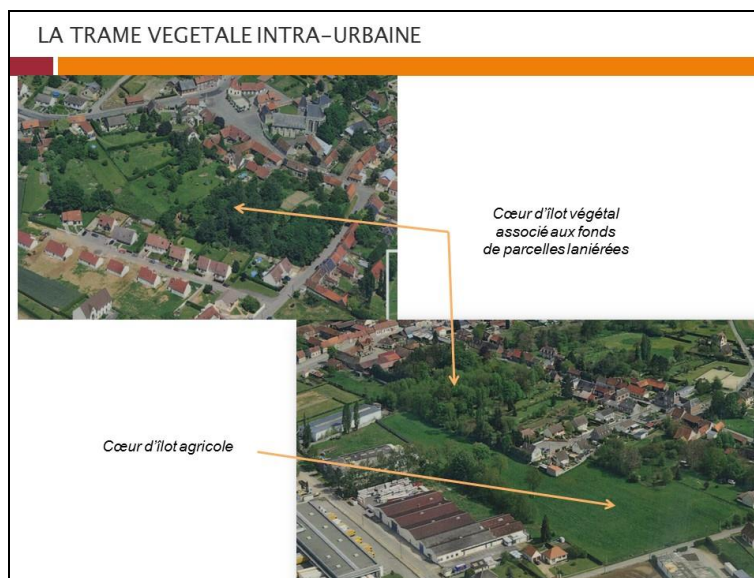 LA TRAME VEGETALE INTRA-URBAINE
Cœur d'îlot végétal
associé aux fonds
de parcelles laniérées
Cœur d'îlot agricole